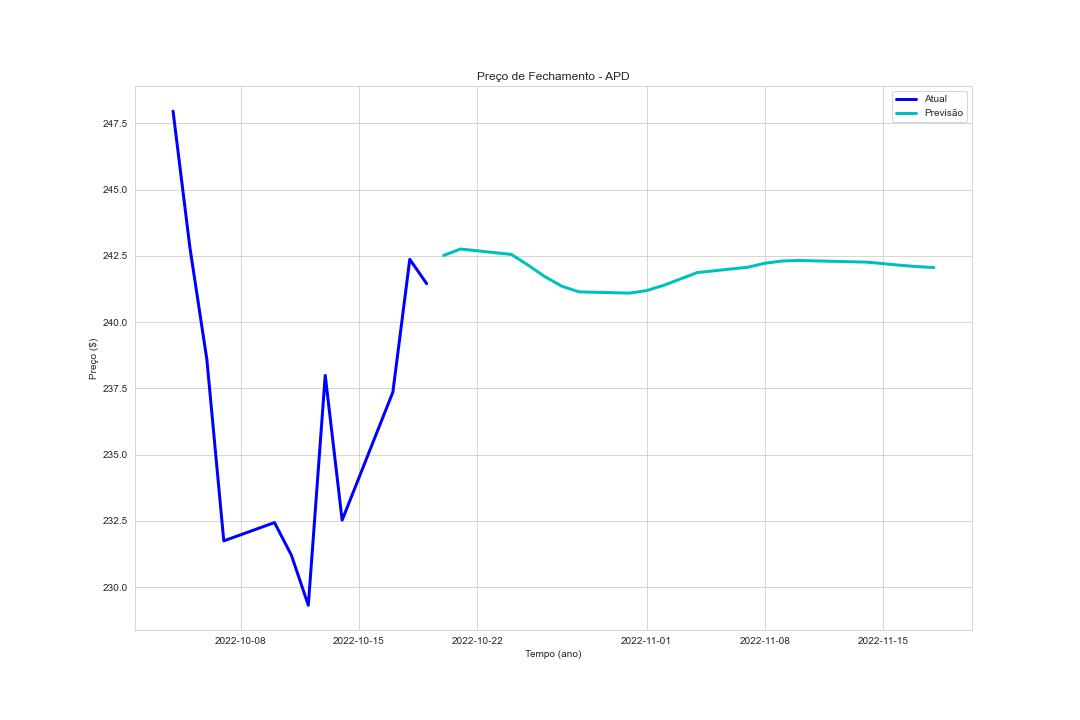 Preço de Fechamento - APD
Atual
Previsão
247.5
245.0
242.5
240.0
237.5
235.0
232.5
230.0
Preço ($)
2022-10-08
2022-10-15
2022-10-22
2022-11-01
2022-11-08
2022-11-15
Tempo (ano)